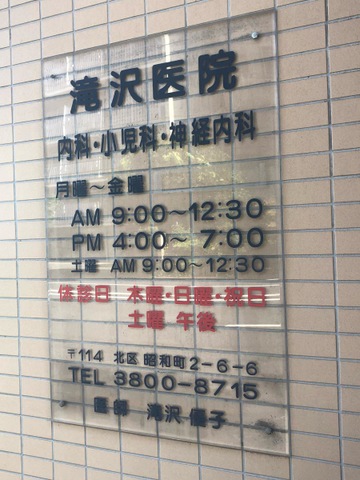 滝沢医院
内科・小児科・神経内科
月曜〜金曜
AM 9:00〜12:30
PM 4:00〜7:00
土曜 AM 9:00〜12:30
休診日 木曜・日曜・祝日
土曜 午後
〒114 北区 昭和町2-6-6
TEL 3800-8715
医師 滝沢 優子